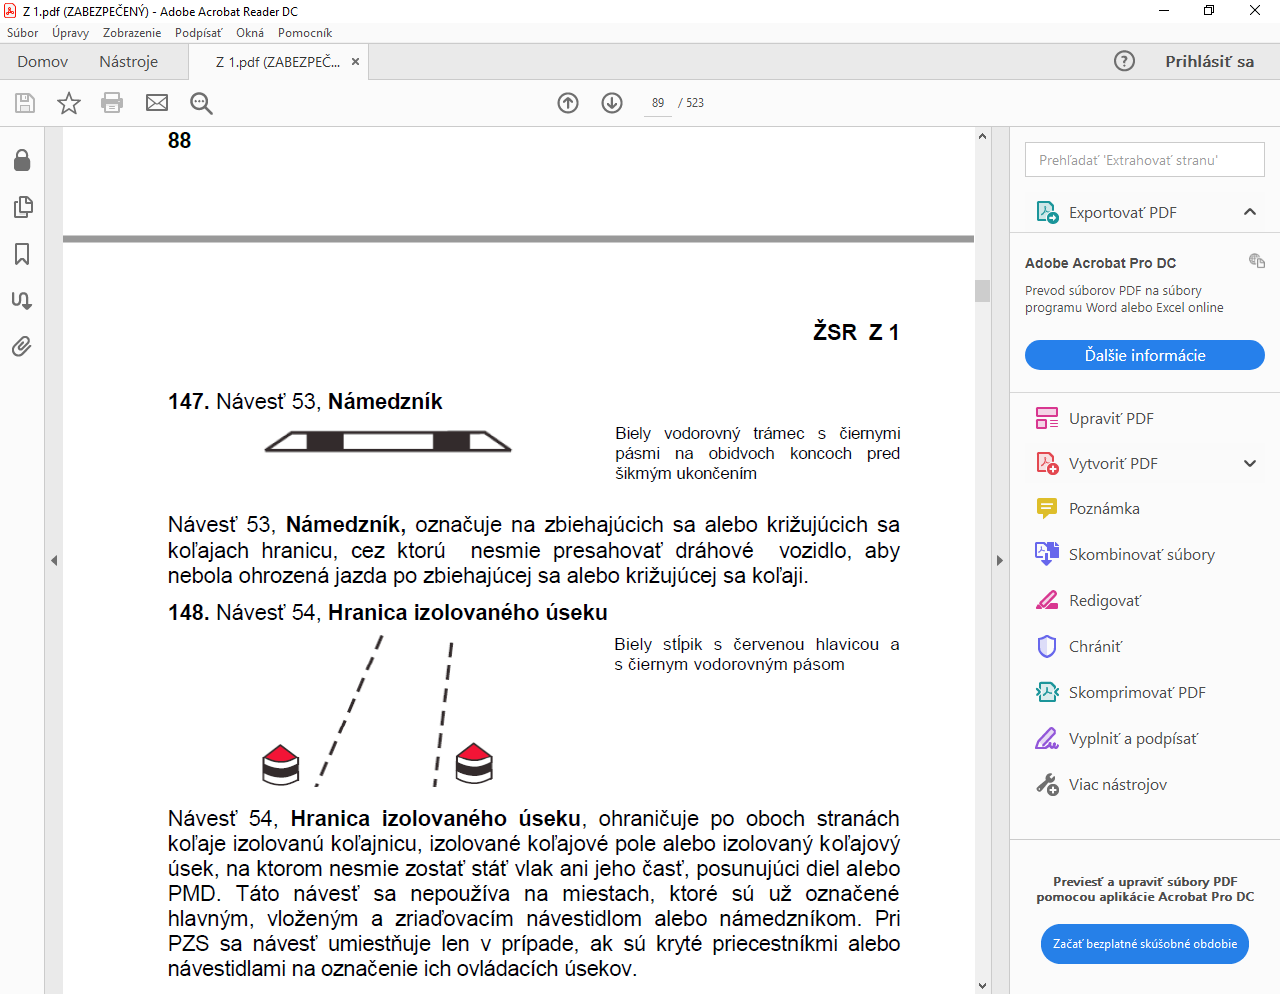 Z 1.pdf (ZABEZPEČENÝ) - Adobe Acrobat Reader DC
Súbor Úpravy Zobrazenie Podpísať Okná Pomocník
Domov Nástroje Z 1.pdf (ZABEZPEČ... × Prihlásiť sa
89 / 523
88
ŽSR Z 1
147. Návesť 53, Námedzník
Biely vodorovný trámec s čiernymi
pásmi na obidvoch koncoch pred
šikmým ukončením
Návesť 53, Námedzník, označuje na zbiehajúcich sa alebo križujúcich sa
koľajach hranicu, cez ktorú nesmie presahovať dráhové vozidlo, aby
nebola ohrozená jazda po zbiehajúcej sa alebo križujúcej sa koľaji.
148. Návesť 54, Hranica izolovaného úseku
Biely stĺpik s červenou hlavicou a
s čiernym vodorovným pásom
Návesť 54, Hranica izolovaného úseku, ohraničuje po oboch stranách
koľaje izolovanú koľajnicu, izolované koľajové pole alebo izolovaný koľajový
úsek, na ktorom nesmie zostať stáť vlak ani jeho časť, posunujúci diel alebo
PMD. Táto návesť sa nepoužíva na miestach, ktoré sú už označené
hlavným, vloženým a zriaďovacím návestidlom alebo námedzníkom. Pri
PZS sa návesť umiestňuje len v prípade, ak sú kryté priecestníkmi alebo
návestidlami na označenie ich ovládacích úsekov.
Prehľadať 'Extrahovať stranu'
Exportovať PDF
Adobe Acrobat Pro DC
Prevod súborov PDF na súbory
programu Word alebo Excel online
Ďalšie informácie
Upraviť PDF
Vytvoriť PDF
Poznámka
Skombinovať súbory
Redigovať
Chrániť
Skomprimovať PDF
Vyplniť a podpísať
Viac nástrojov
Previesť a upraviť súbory PDF
pomocou aplikácie Acrobat Pro DC
Začať bezplatné skúšobné obdobie